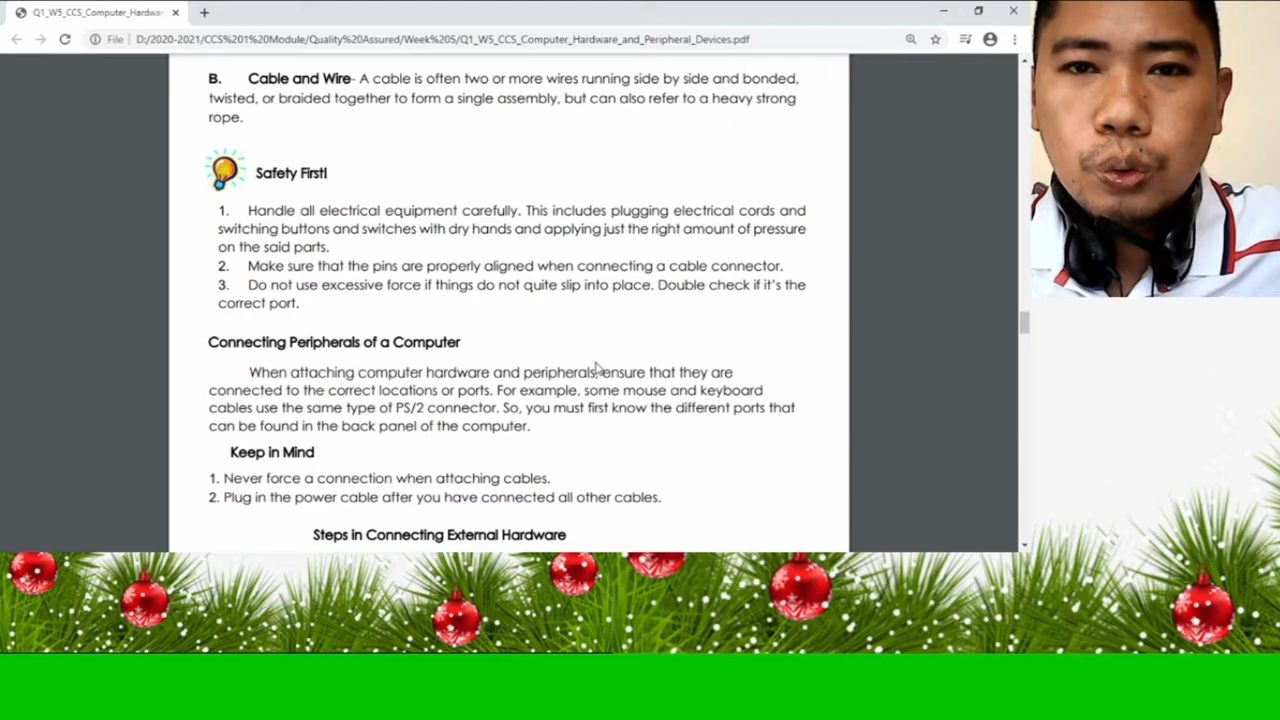 Q1_W5_CCS_Computer_Hardwar
File
D:/2020-2021/CCS%201%20Module/Quality%20Assured/Week%205/Q1_W5_CCS_Computer_Hardware_and_Peripheral_Devices.pdf
B. Cable and Wire- A cable is often two or more wires running side by side and bonded,
twisted, or braided together to form a single assembly, but can also refer to a heavy strong
rope.
Safety First!
1. Handle all electrical equipment carefully. This includes plugging electrical cords and
switching buttons and switches with dry hands and applying just the right amount of pressure
on the said parts.
2. Make sure that the pins are properly aligned when connecting a cable connector.
3. Do not use excessive force if things do not quite slip into place. Double check if it's the
correct port.
Connecting Peripherals of a Computer
When attaching computer hardware and peripherals, ensure that they are
connected to the correct locations or ports. For example, some mouse and keyboard
cables use the same type of PS/2 connector. So, you must first know the different ports that
can be found in the back panel of the computer.
Keep in Mind
1. Never force a connection when attaching cables.
2. Plug in the power cable after you have connected all other cables.
Steps in Connecting External Hardware